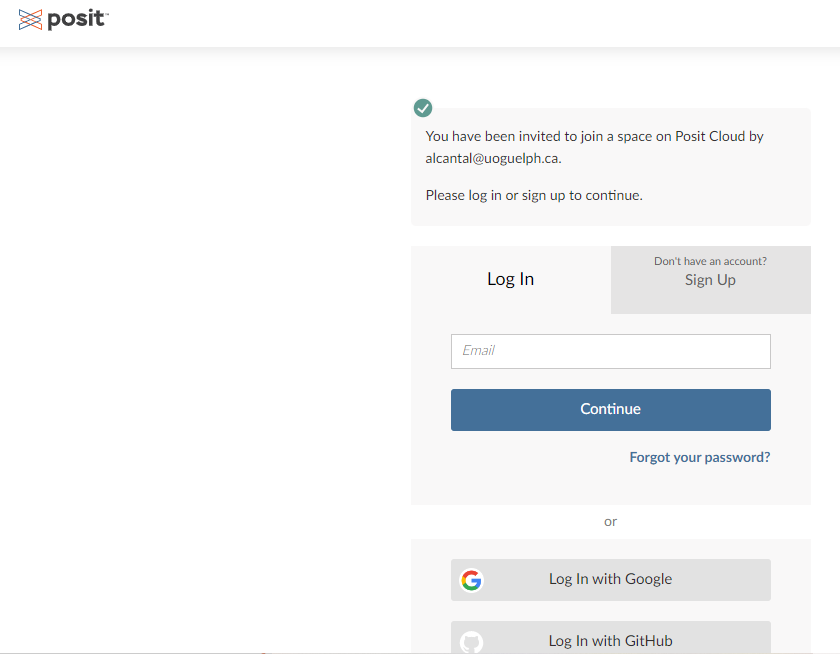 posit™
You have been invited to join a space on Posit Cloud by
alcantal@uoguelph.ca.
Please log in or sign up to continue.
Log In
Don't have an account?
Sign Up
Email
Continue
Forgot your password?
or
Log In with Google
Log In with GitHub